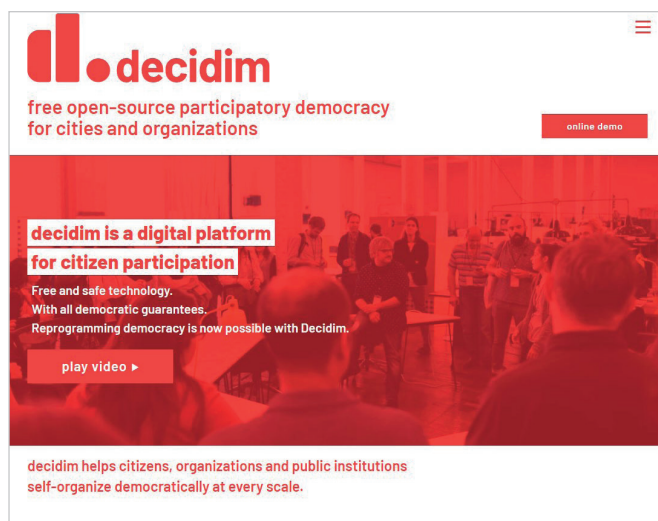 decidim
free open-source participatory democracy
for cities and organizations
online demo
decidim is a digital platform
for citizen participation
Free and safe technology.
With all democratic guarantees.
Reprogramming democracy is now possible with Decidim.
play video
decidim helps citizens, organizations and public institutions
self-organize democratically at every scale.